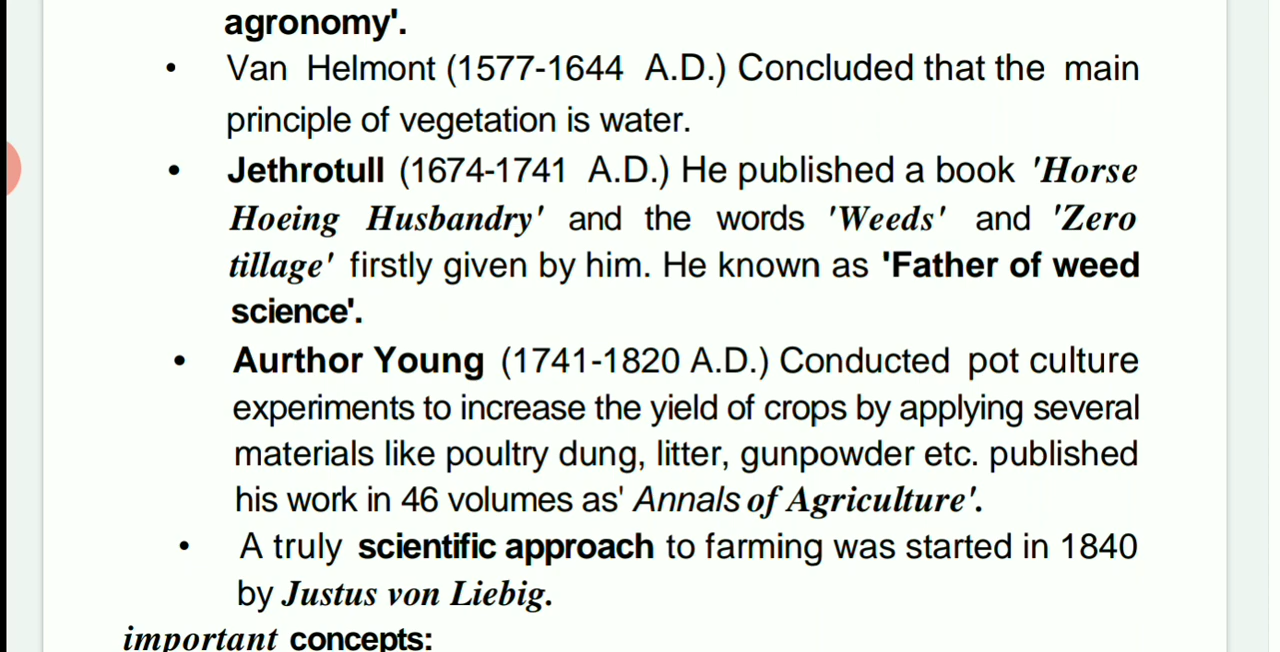 agronomy'.
• Van Helmont (1577-1644 A.D.) Concluded that the main
principle of vegetation is water.
• Jethrotull (1674-1741 A.D.) He published a book 'Horse
Hoeing Husbandry' and the words 'Weeds' and 'Zero
tillage' firstly given by him. He known as 'Father of weed
science'.
• Aurthor Young (1741-1820 A.D.) Conducted pot culture
experiments to increase the yield of crops by applying several
materials like poultry dung, litter, gunpowder etc. published
his work in 46 volumes as' Annals of Agriculture'.
• A truly scientific approach to farming was started in 1840
by Justus von Liebig.
important concepts: